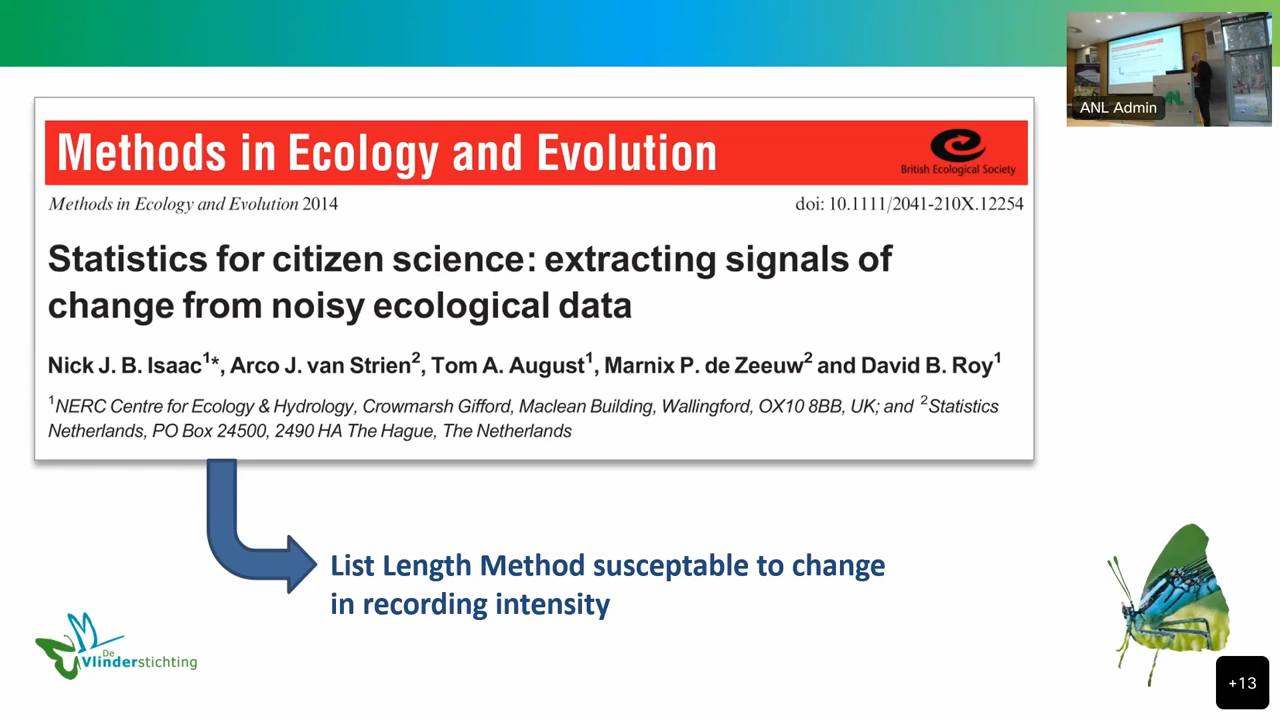 ANL Admin
Methods in Ecology and Evolution
British Ecological Society
Methods in Ecology and Evolution 2014
doi: 10.1111/2041-210X.12254
Statistics for citizen science: extracting signals of
change from noisy ecological data
Nick J. B. Isaac1*, Arco J. van Strien2, Tom A. August1, Marnix P. de Zeeuw2 and David B. Roy1
1NERC Centre for Ecology & Hydrology, Crowmarsh Gifford, Maclean Building, Wallingford, OX10 8BB, UK; and 2Statistics
Netherlands, PO Box 24500, 2490 HA The Hague, The Netherlands
List Length Method susceptable to change
in recording intensity
De
Vlinderstichting
+13